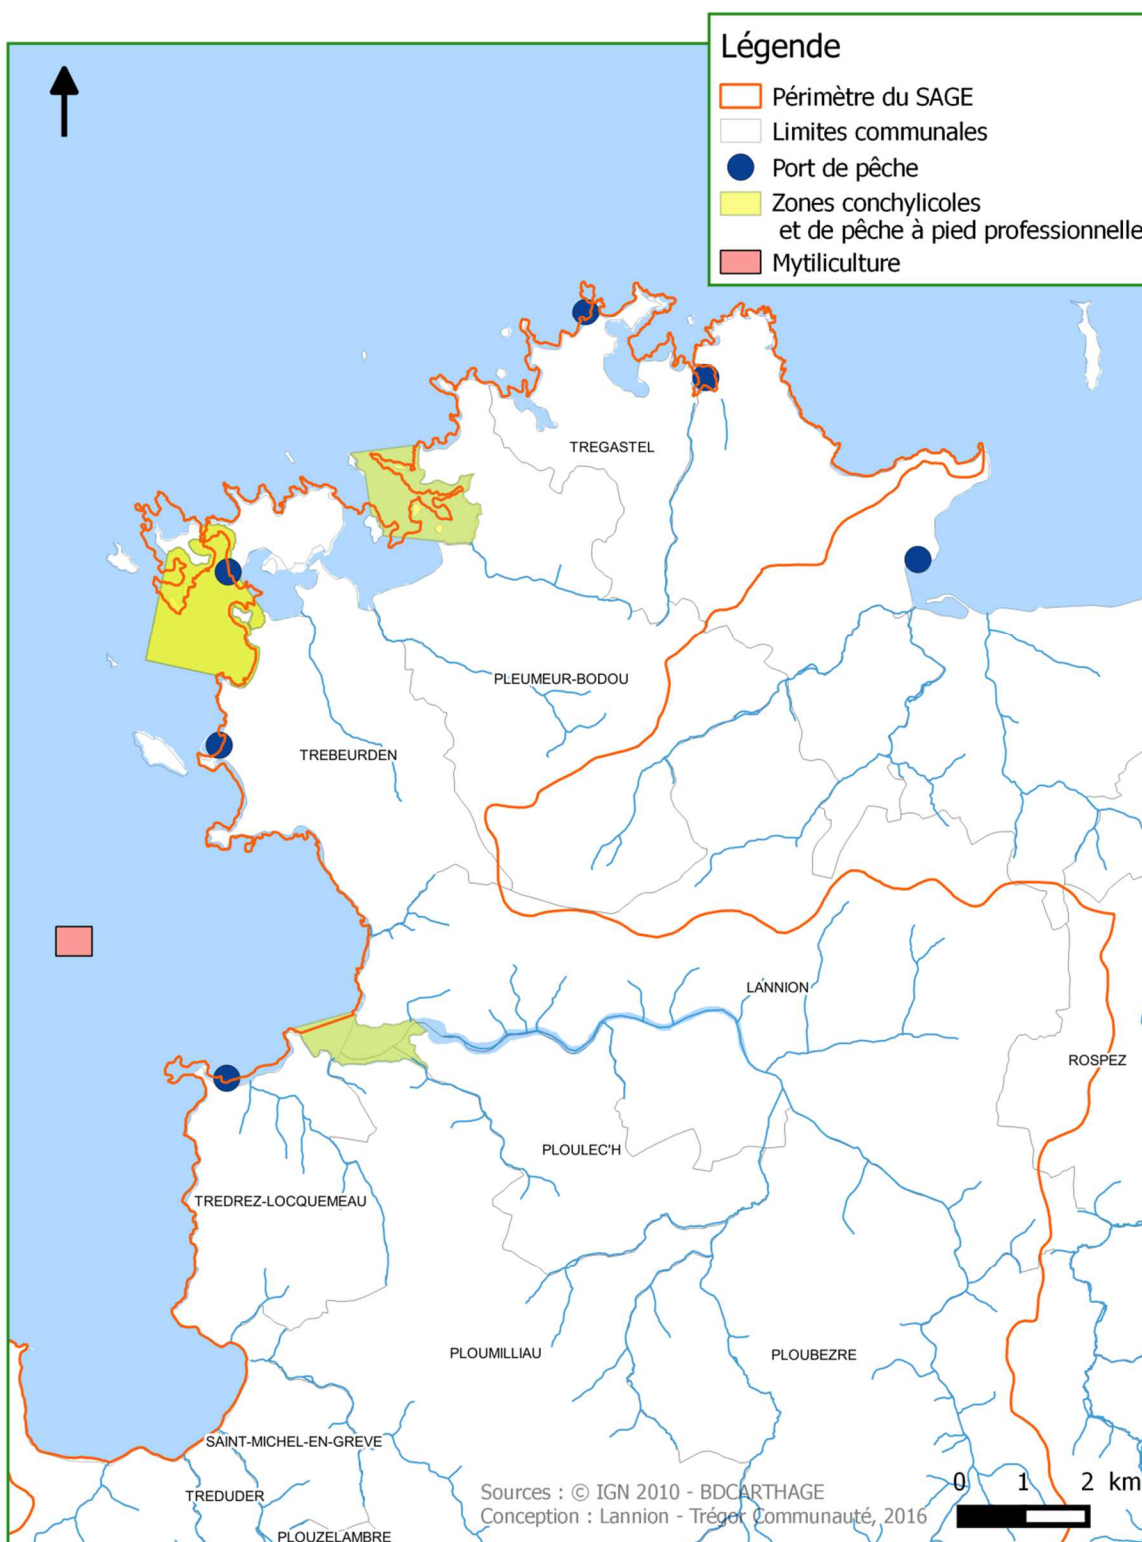 Légende
Périmètre du SAGE
Limites communales
Port de pêche
Zones conchylicoles
et de pêche à pied professionnelle
Mytiliculture
TREGASTEL
PLEUMEUR-BODOU
TREBEURDEN
LANNION
ROSPEZ
PLOULEC'H
TREDREZ-LOCQUEMEAU
PLOUMILLIAU
PLOUBEZRE
SAINT-MICHEL-EN-GREVE
TREDUDER
PLOUZELAMBRE
0 1 2 km
Sources : © IGN 2010 - BDCARTHAGE
Conception : Lannion - Trégor Communauté, 2016